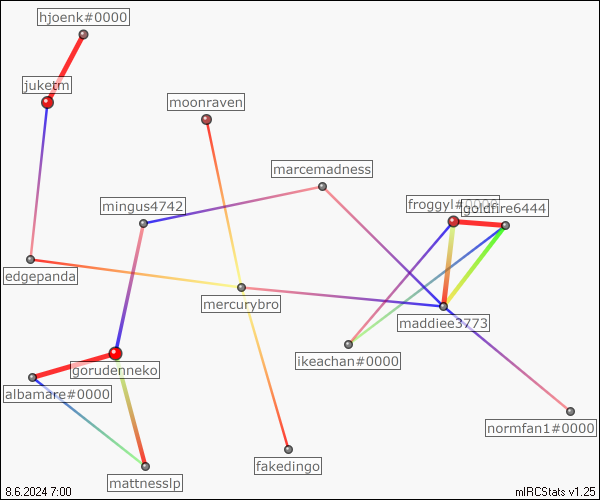 hjoenk#0000
juketm
moonraven
marcemadness
mingus4742
froggyl#0000
goldfire6444
edgepanda
mercurybro
maddiee3773
ikeachan#0000
gorudenneko
albamare#0000
normfan1#0000
fakedingo
mattnesslp
8.6.2024 7:00
mIRCStats v1.25